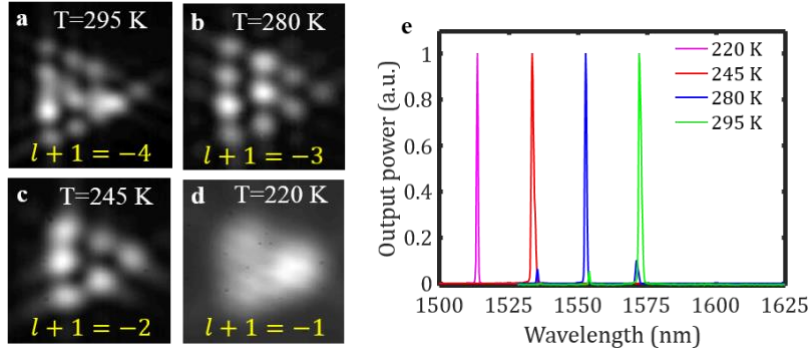 a T=295 K
l + 1 = −4
b T=280 K
l + 1 = −3
c T=245 K
l + 1 = −2
d T=220 K
l + 1 = −1
e
Output power (a.u.)
1
0.8
0.6
0.4
0.2
0
220 K
245 K
280 K
295 K
1500 1525 1550 1575 1600 1625
Wavelength (nm)